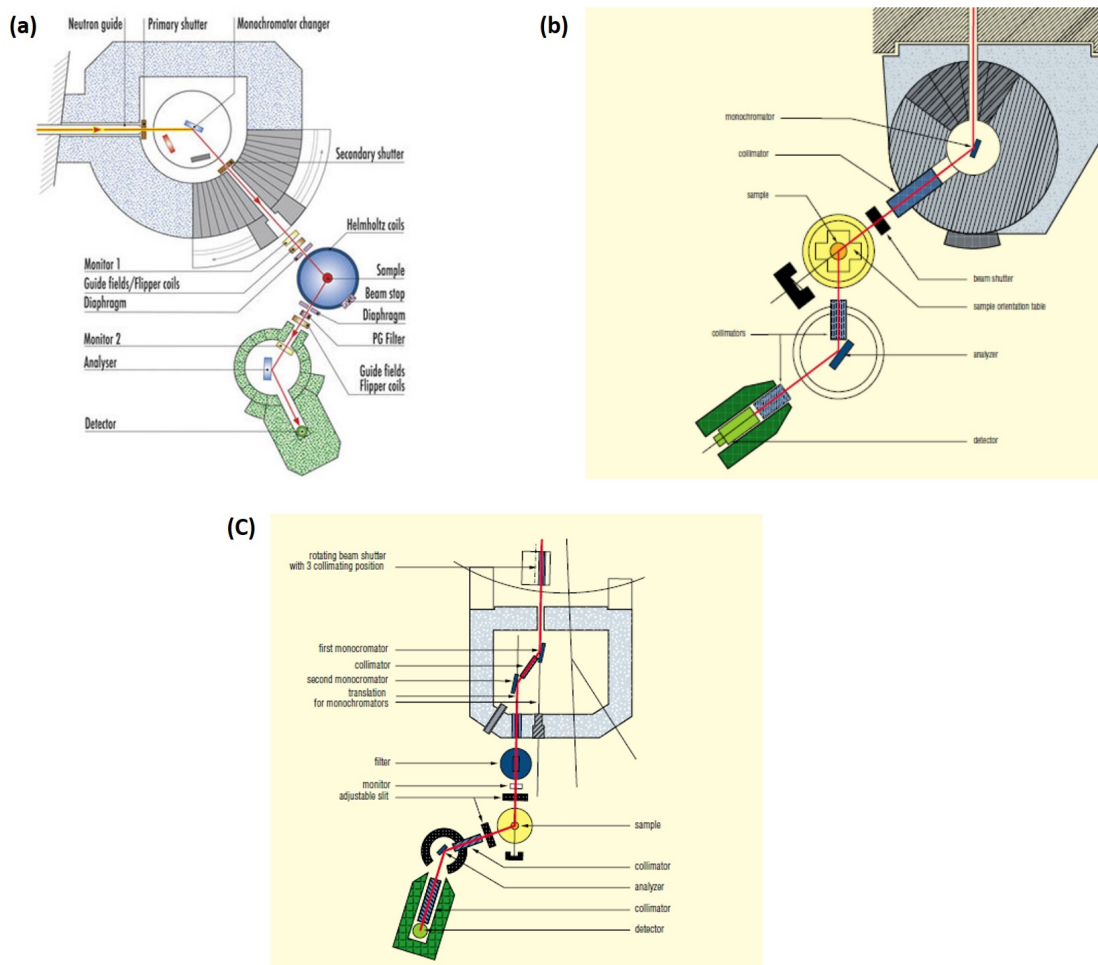 (a)
Neutron guide
Primary shutter
Monochromator changer
Secondary shutter
Helmholtz coils
Monitor 1
Guide fields/Flipper coils
Diaphragm
Sample
Beam stop
Diaphragm
PG Filter
Monitor 2
Analyser
Guide fields
Flipper coils
Detector
(b)
monochromator
collimator
sample
beam shutter
sample orientation table
collimators
analyzer
detector
(C)
rotating beam shutter
with 3 collimating position
first monocromator
collimator
second monocromator
translation
for monochromators
filter
monitor
adjustable slit
sample
collimator
analyzer
collimator
detector